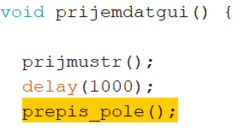 void prijemdatgui() {
prijmustr();
delay(1000);
prepis_pole();